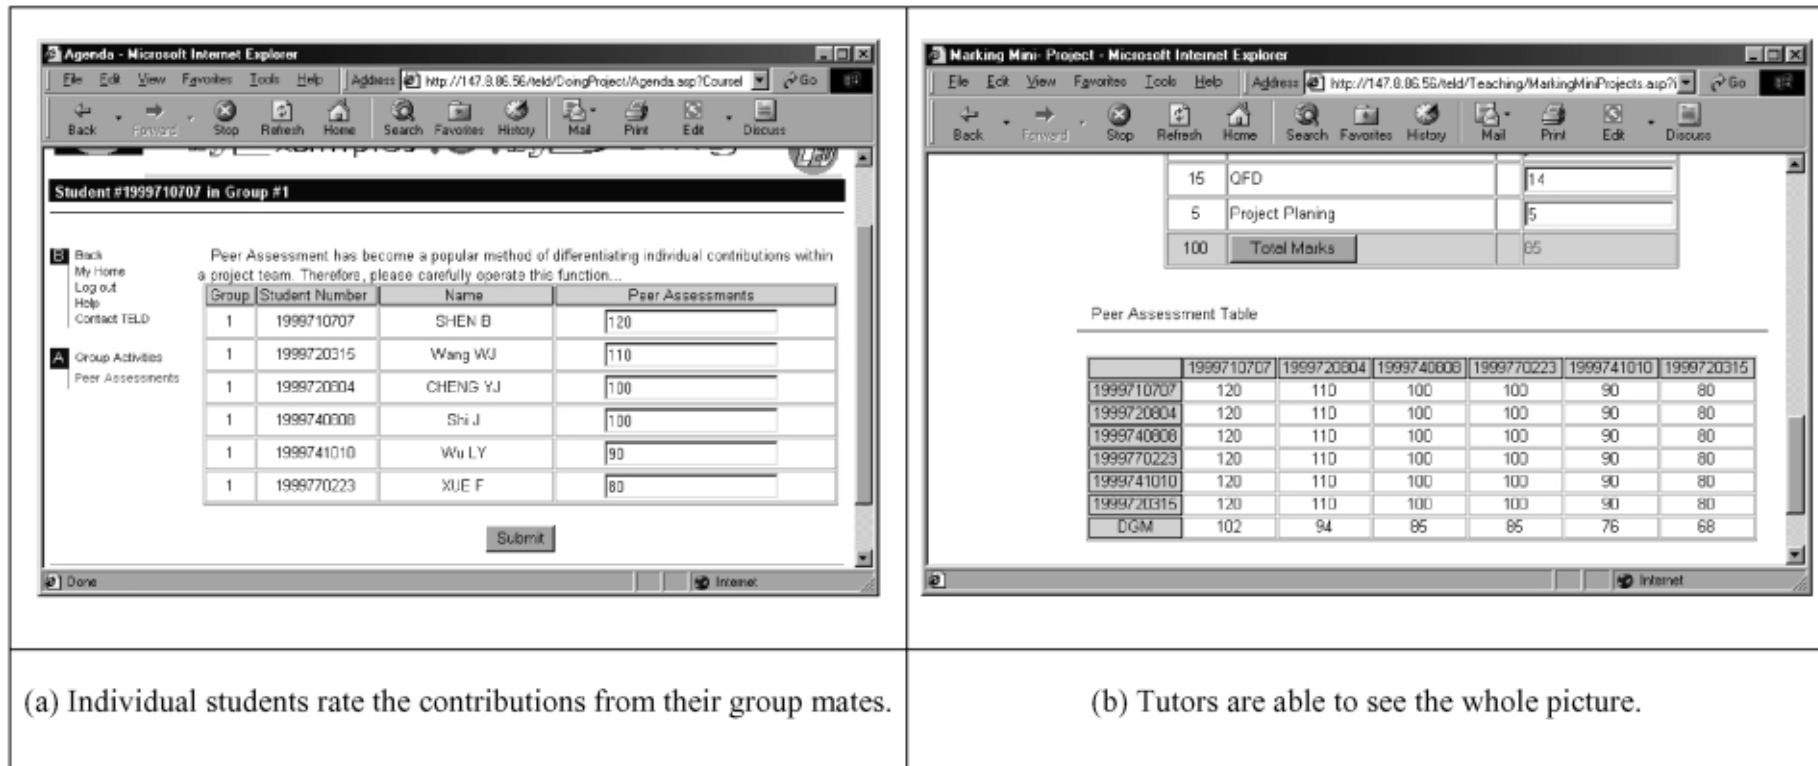 Agenda - Microsoft Internet Explorer
File Edit View Favorites Tools Help Address http://147.8.86.56/teld/DoingProject/Agenda.asp?CourseI Go
Back Forward Stop Refresh Home Search Favorites History Mail Print Edit Discuss
Student #1999710707 in Group #1
B Back
My Home
Log out
Help
Contact TELD
A Group Activities
Peer Assessments
Peer Assessment has become a popular method of differentiating individual contributions within
a project team. Therefore, please carefully operate this function...
Group Student Number Name Peer Assessments
1 1999710707 SHEN B 120
1 1999720315 Wang WJ 110
1 1999720804 CHENG YJ 100
1 1999740808 Shi J 100
1 1999741010 Wu LY 90
1 1999770223 XUE F 80
Submit
Done Internet
(a) Individual students rate the contributions from their group mates.
Marking Mini- Project - Microsoft Internet Explorer
File Edit View Favorites Tools Help Address http://147.8.86.56/teld/Teaching/MarkingMiniProjects.asp?i Go
Back Forward Stop Refresh Home Search Favorites History Mail Print Edit Discuss
15 QFD 14
5 Project Planing 5
100 Total Marks 85
Peer Assessment Table
1999710707 1999720804 1999740808 1999770223 1999741010 1999720315
1999710707 120 110 100 100 90 80
1999720804 120 110 100 100 90 80
1999740808 120 110 100 100 90 80
1999770223 120 110 100 100 90 80
1999741010 120 110 100 100 90 80
1999720315 120 110 100 100 90 80
DGM 102 94 85 85 76 68
Internet
(b) Tutors are able to see the whole picture.